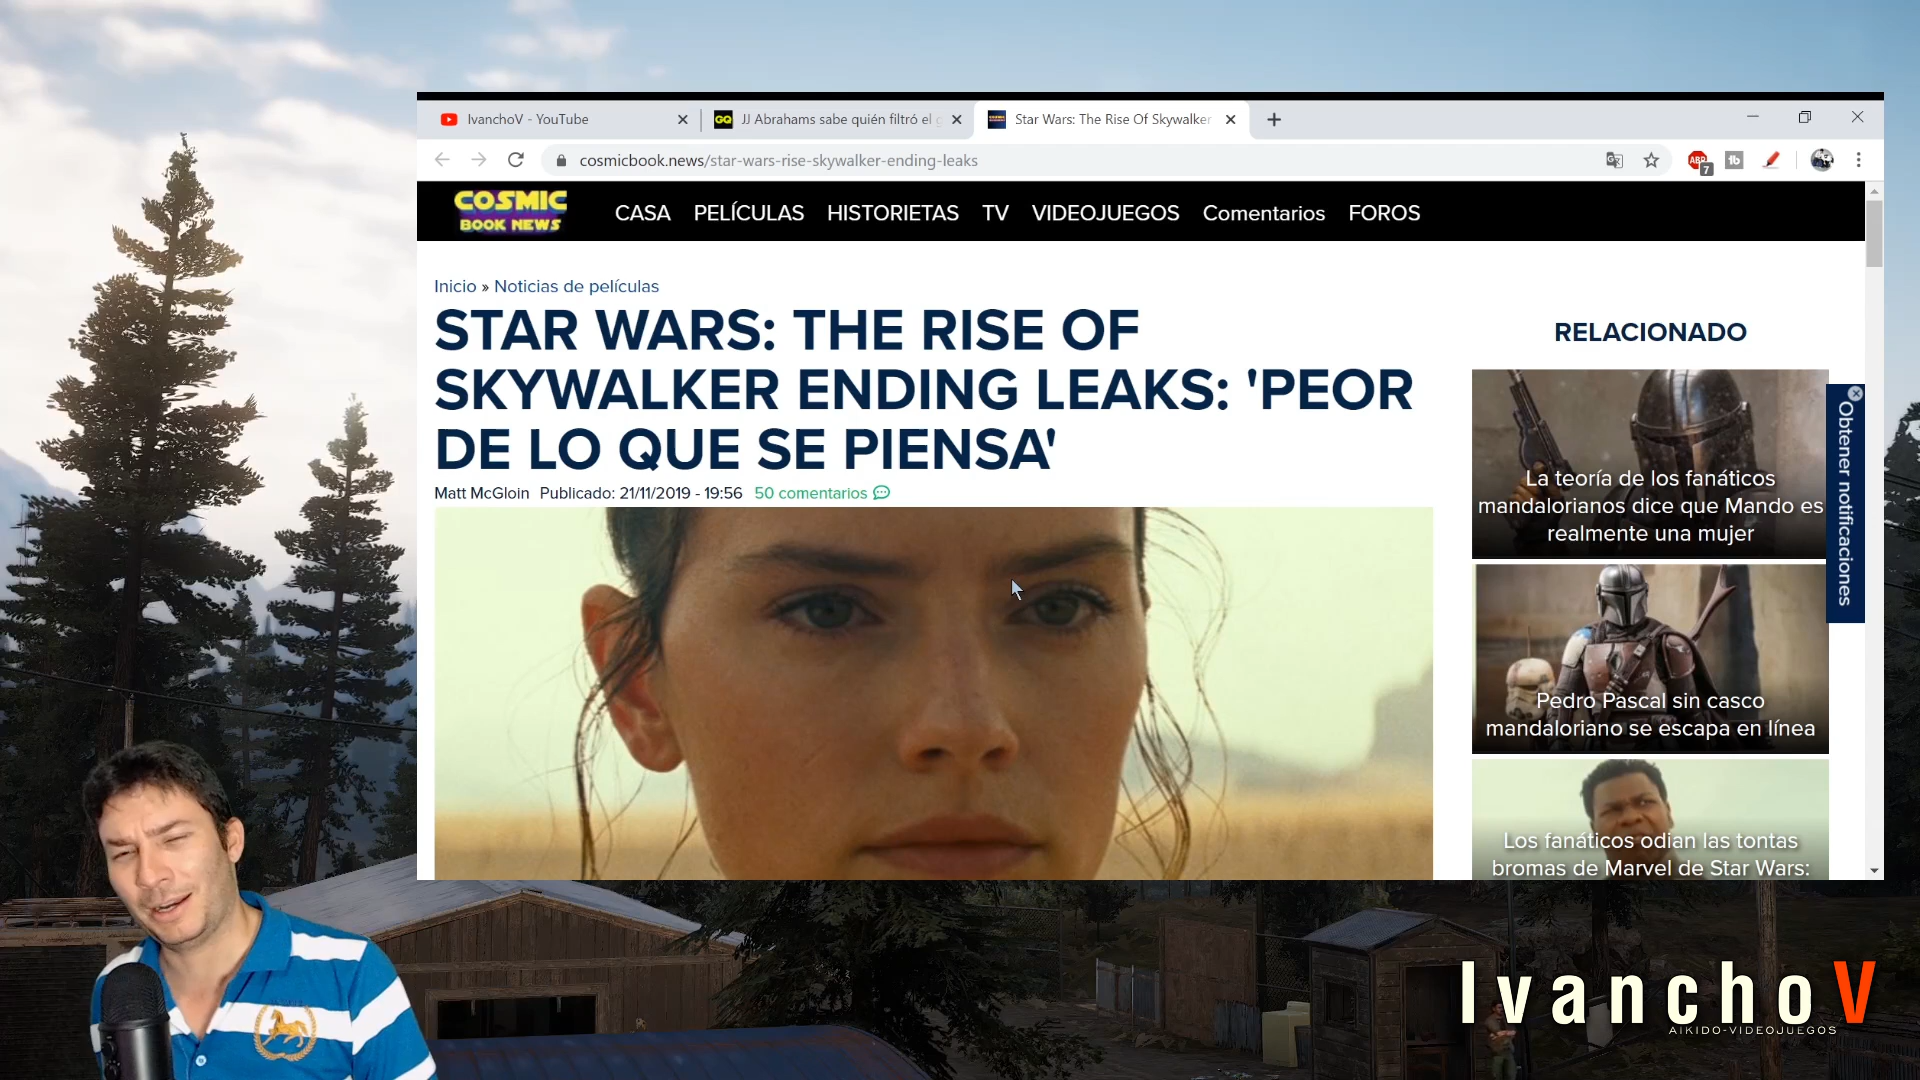 IvanchoV - YouTube
JJ Abrahams sabe quién filtró el
Star Wars: The Rise Of Skywalker
cosmicbook.news/star-wars-rise-skywalker-ending-leaks
ABP
7
COSMIC
BOOK NEWS
CASA PELÍCULAS HISTORIETAS TV VIDEOJUEGOS Comentarios FOROS
Inicio » Noticias de películas
STAR WARS: THE RISE OF
SKYWALKER ENDING LEAKS: 'PEOR
DE LO QUE SE PIENSA'
Matt McGloin Publicado: 21/11/2019 - 19:56 50 comentarios
RELACIONADO
La teoría de los fanáticos
mandalorianos dice que Mando es
realmente una mujer
Obtener notificaciones
Pedro Pascal sin casco
mandaloriano se escapa en línea
Los fanáticos odian las tontas
bromas de Marvel de Star Wars:
IvanchoV
AIKIDO-VIDEOJUEGOS